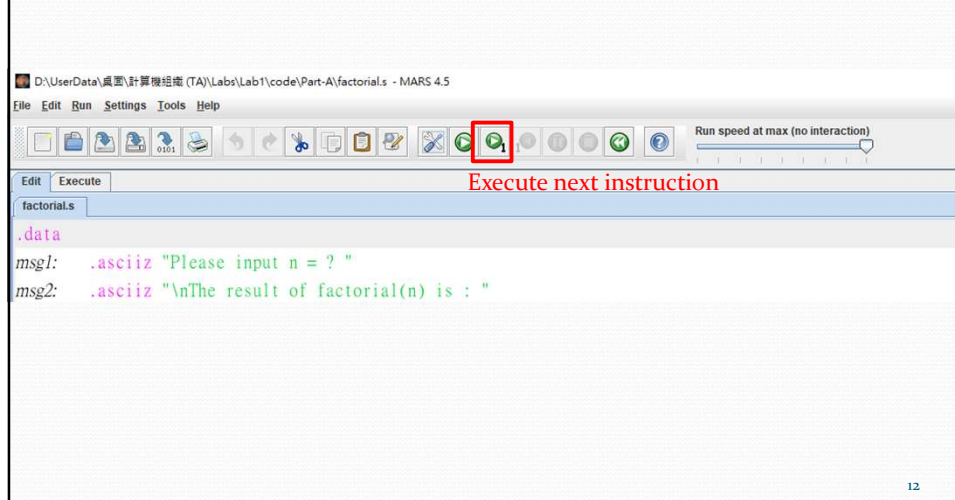 D:\UserData\桌面\計算機組織 (TA)\Labs\Lab1\code\Part-A\factorial.s - MARS 4.5
File Edit Run Settings Tools Help
Run speed at max (no interaction)
Edit Execute
Execute next instruction
factorial.s
.data
msg1: .asciiz "Please input n = ? "
msg2: .asciiz "\nThe result of factorial(n) is : "
12